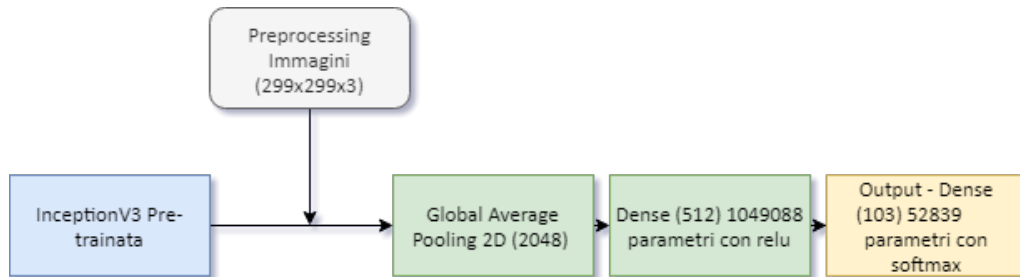 Preprocessing
Immagini
(299x299x3)
InceptionV3 Pre-
trainata
Global Average
Pooling 2D (2048)
Dense (512) 1049088
parametri con relu
Output - Dense
(103) 52839
parametri con
softmax